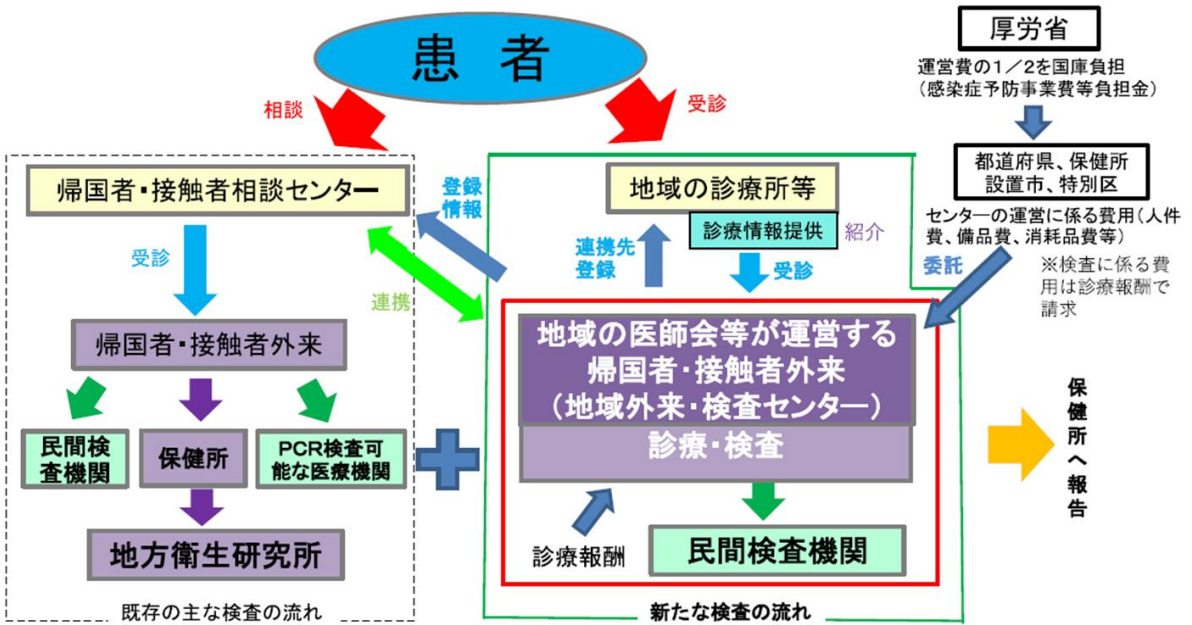 患者
相談
受診
厚労省
運営費の1/2を国庫負担
（感染症予防事業費等負担金）
都道府県、保健所
設置市、特別区
センターの運営に係る費用（人件
費、備品費、消耗品費等）
委託
※検査に係る費
用は診療報酬で
請求
帰国者・接触者相談センター
受診
帰国者・接触者外来
民間検
査機関
保健所
PCR検査可
能な医療機関
地方衛生研究所
既存の主な検査の流れ
登録
情報
連携
地域の診療所等
診療情報提供
紹介
連携先
登録
受診
地域の医師会等が運営する
帰国者・接触者外来
（地域外来・検査センター）
診療・検査
診療報酬
民間検査機関
新たな検査の流れ
保健所へ報告